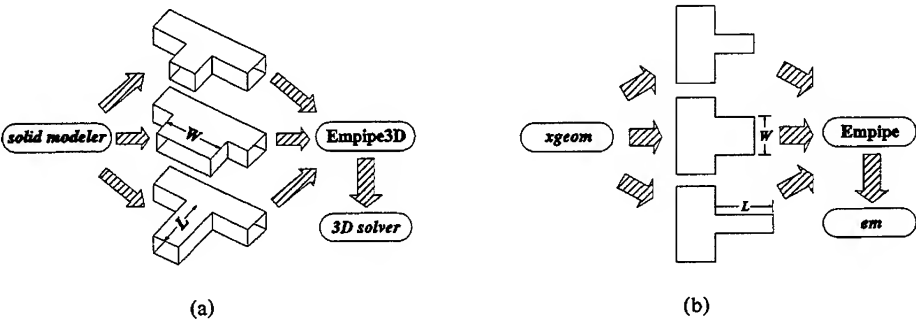 solid modeler
W
L
Empipe3D
3D solver
(a)
xgeom
W
L
Empipe
em
(b)